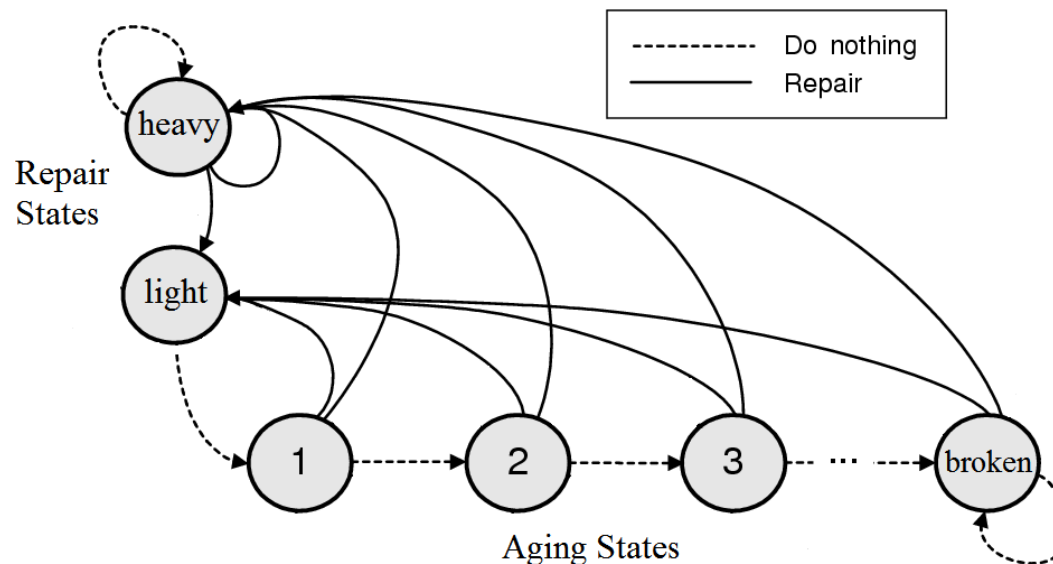 Do nothing
Repair
heavy
Repair
States
light
1
2
3
...
broken
Aging States